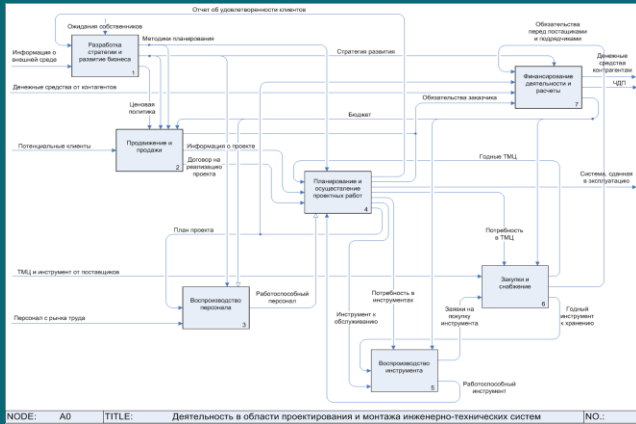 Отчет об удовлетворенности клиентов
Ожидания собственников
Методики планирования
Обязательства
перед поставщиками
и подрядчиками
Информация о
внешней среде
Разработка
стратегии и
развитие бизнеса
1
Стратегия развития
Денежные
средства
контрагентам
Финансирование
деятельности и
расчеты
7
ЧДП
Денежные средства от контагентов
Ценовая
политика
Обязательства заказчика
Бюджет
Потенциальные клиенты
Продвижение и
продажи
2
Информация о проекте
Договор на
реализацию
проекта
Годные ТМЦ
Планирование и
осуществление
проектных работ
4
Система, сданная
в эксплуатацию
План проекта
Потребность
в ТМЦ
ТМЦ и инструмент от поставщиков
Закупки и
снабжение
6
Воспроизводство
персонала
3
Работоспособный
персонал
Потребность в
инструментах
Персонал с рынка труда
Инструмент к
обслуживанию
Заявки на
покупку
инструмента
Годный
инструмент
к хранению
Воспроизводство
инструмента
5
Работоспособный
инструмент
NODE: A0 TITLE: Деятельность в области проектирования и монтажа инженерно-технических систем NO.: